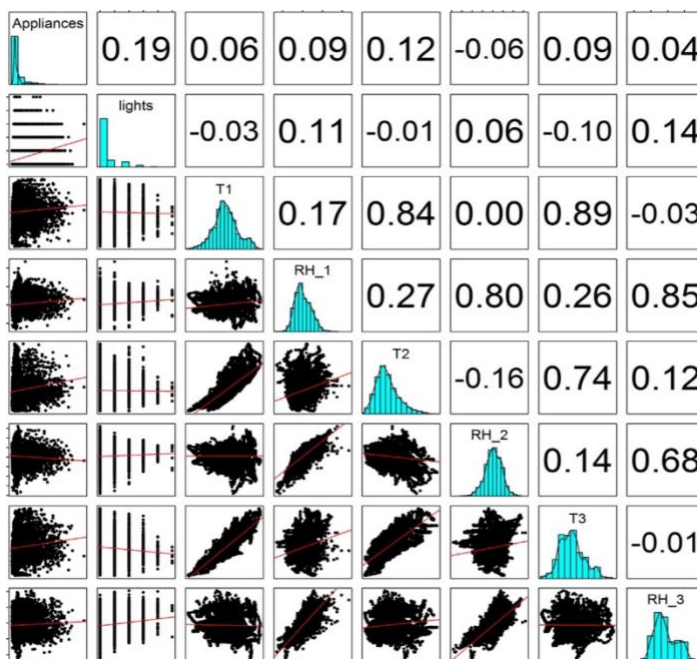 Appliances 0.19 0.06 0.09 0.12 -0.06 0.09 0.04
lights -0.03 0.11 -0.01 0.06 -0.10 0.14
T1 0.17 0.84 0.00 0.89 -0.03
RH_1 0.27 0.80 0.26 0.85
T2 -0.16 0.74 0.12
RH_2 0.14 0.68
T3 -0.01
RH_3